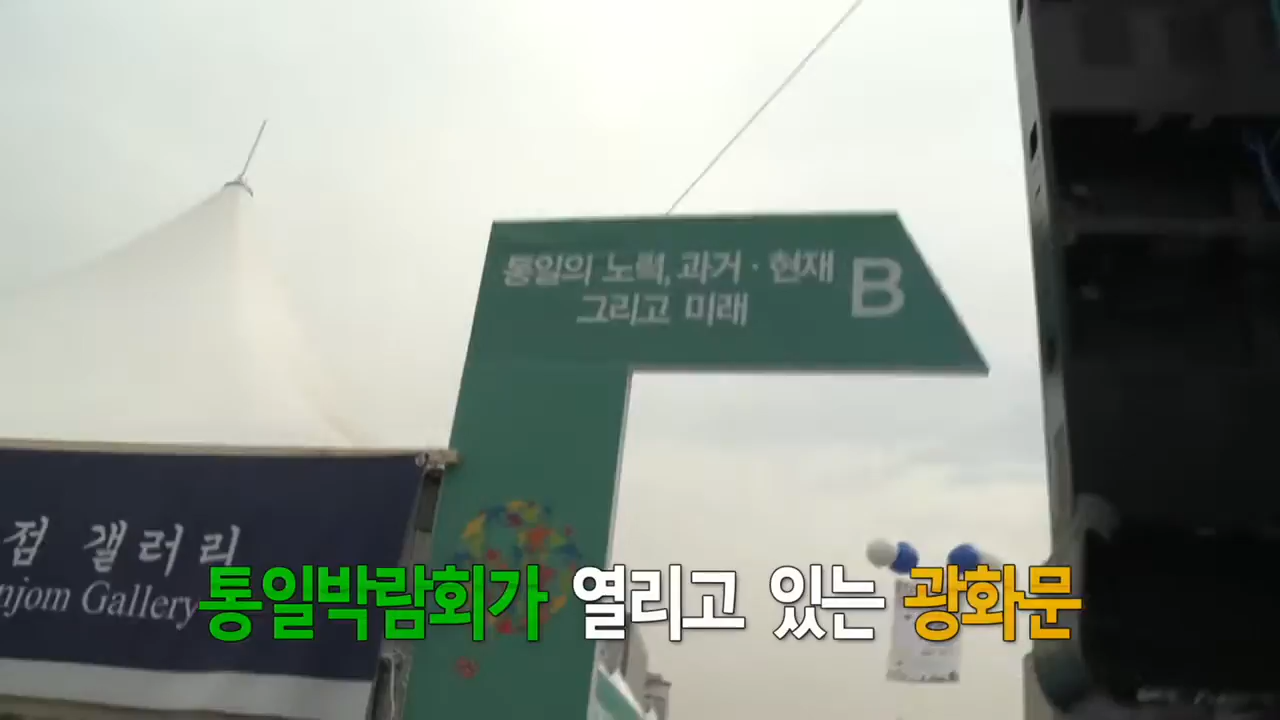 통일의 노력, 과거 · 현재
그리고 미래
B
점 갤러리
njom Gallery
통일박람회가 열리고 있는 광화문